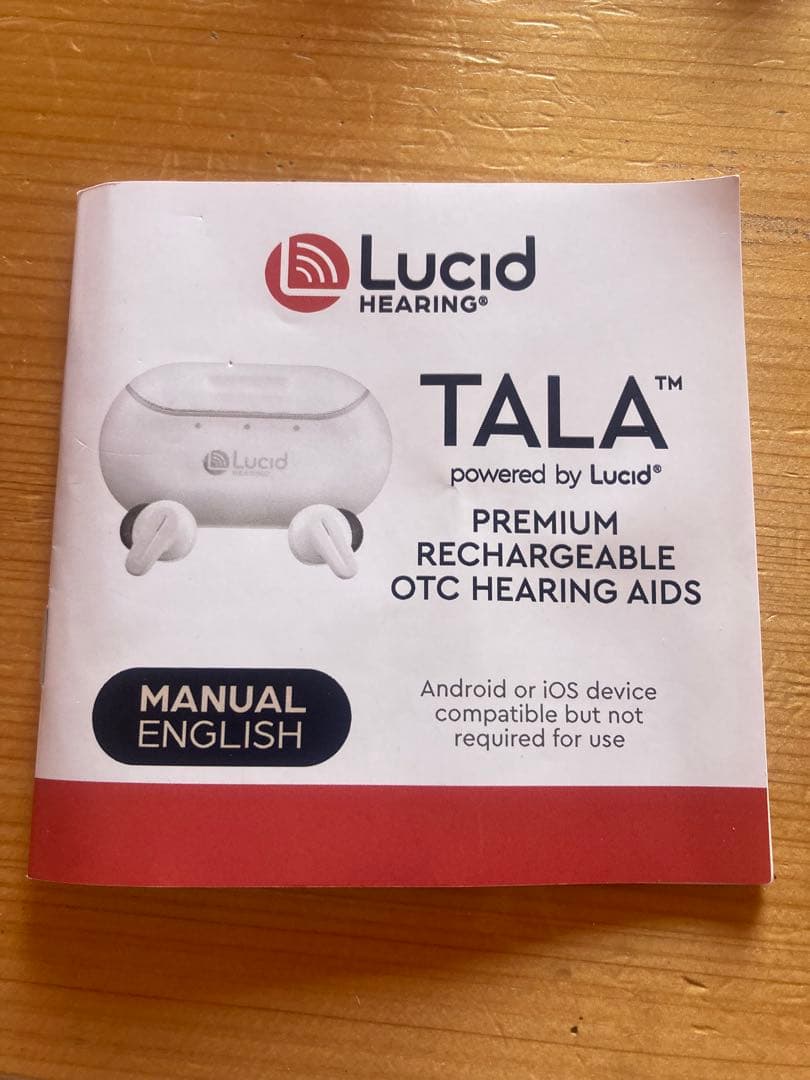 Lucid
HEARING®
TALA™
powered by Lucid®
PREMIUM
RECHARGEABLE
OTC HEARING AIDS
Lucid
HEARING
MANUAL
ENGLISH
Android or iOS device
compatible but not
required for use